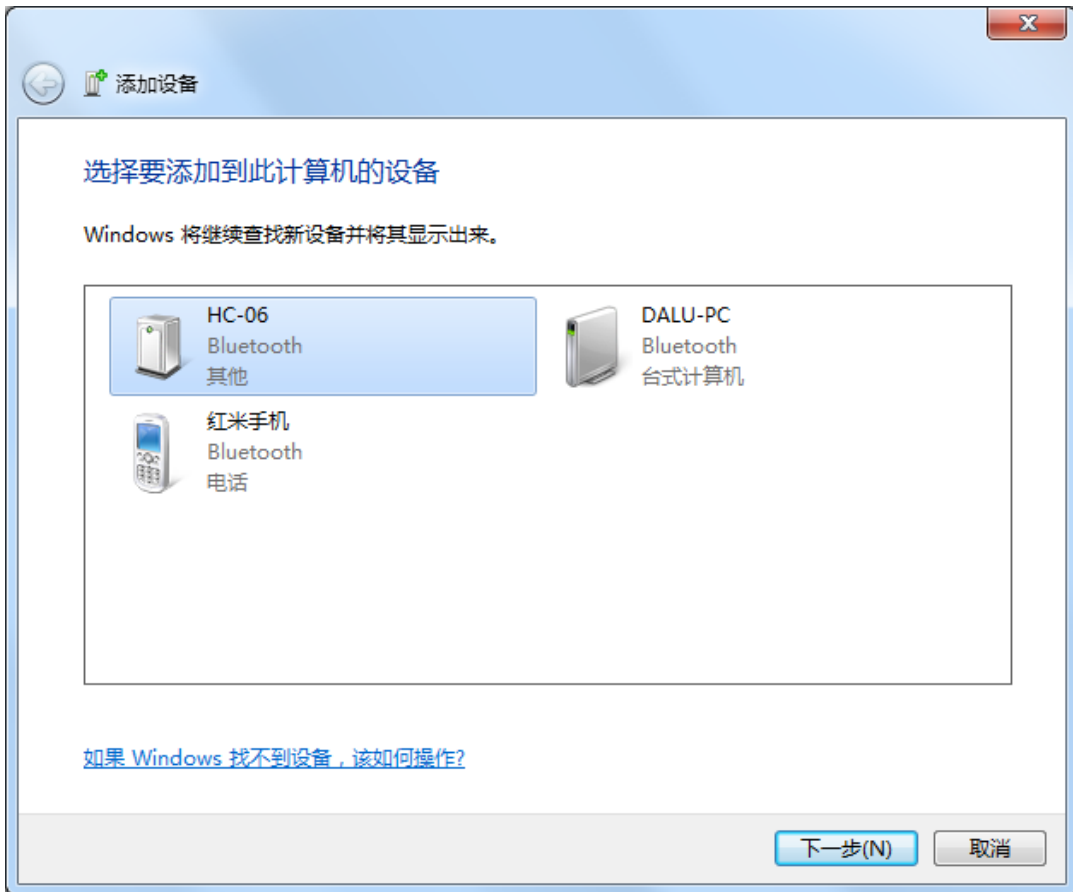 添加设备
选择要添加到此计算机的设备
Windows 将继续查找新设备并将其显示出来。
HC-06
Bluetooth
其他
DALU-PC
Bluetooth
台式计算机
红米手机
Bluetooth
电话
如果 Windows 找不到设备，该如何操作?
下一步(N)
取消